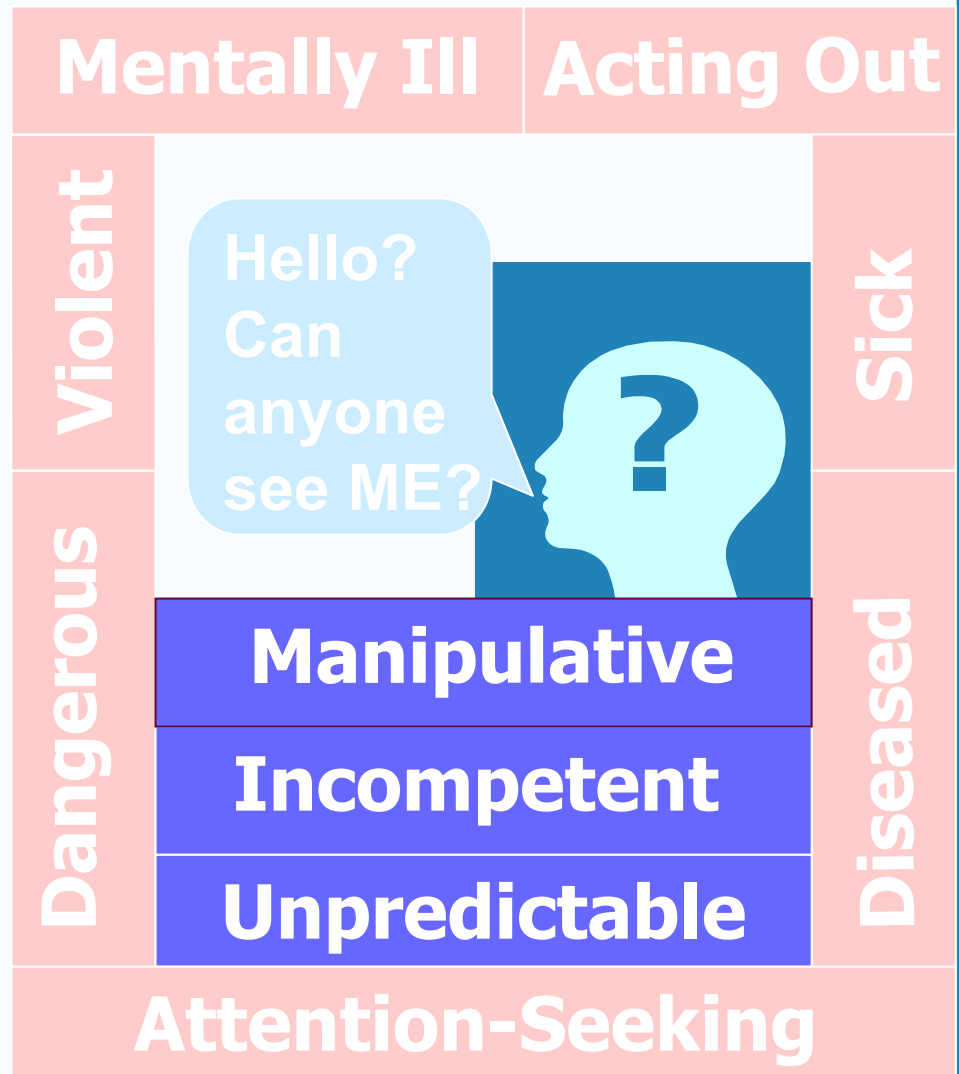 Mentally Ill
Acting Out
Violent
Sick
Hello?
Can
anyone
see ME?
?
Dangerous
Diseased
Manipulative
Incompetent
Unpredictable
Attention-Seeking